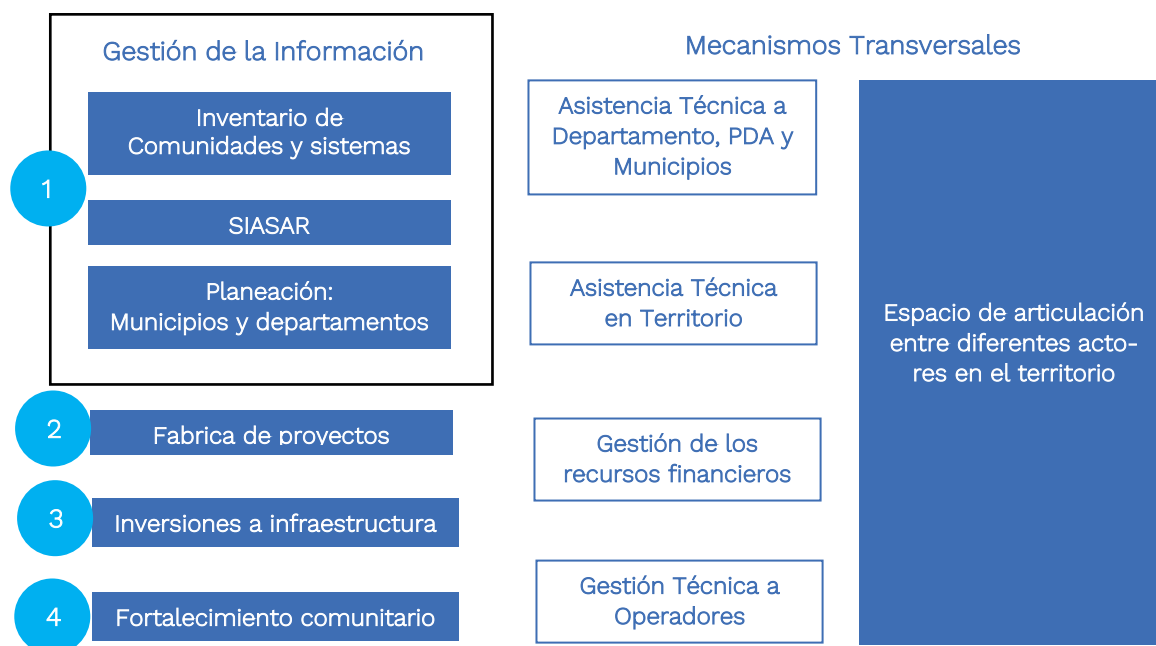 Gestión de la Información
Inventario de
Comunidades y sistemas
1
SIASAR
Planeación:
Municipios y departamentos
2
Fabrica de proyectos
3
Inversiones a infraestructura
4
Fortalecimiento comunitario
Mecanismos Transversales
Asistencia Técnica a
Departamento, PDA y
Municipios
Asistencia Técnica
en Territorio
Gestión de los
recursos financieros
Gestión Técnica a
Operadores
Espacio de articulación
entre diferentes acto-
res en el territorio